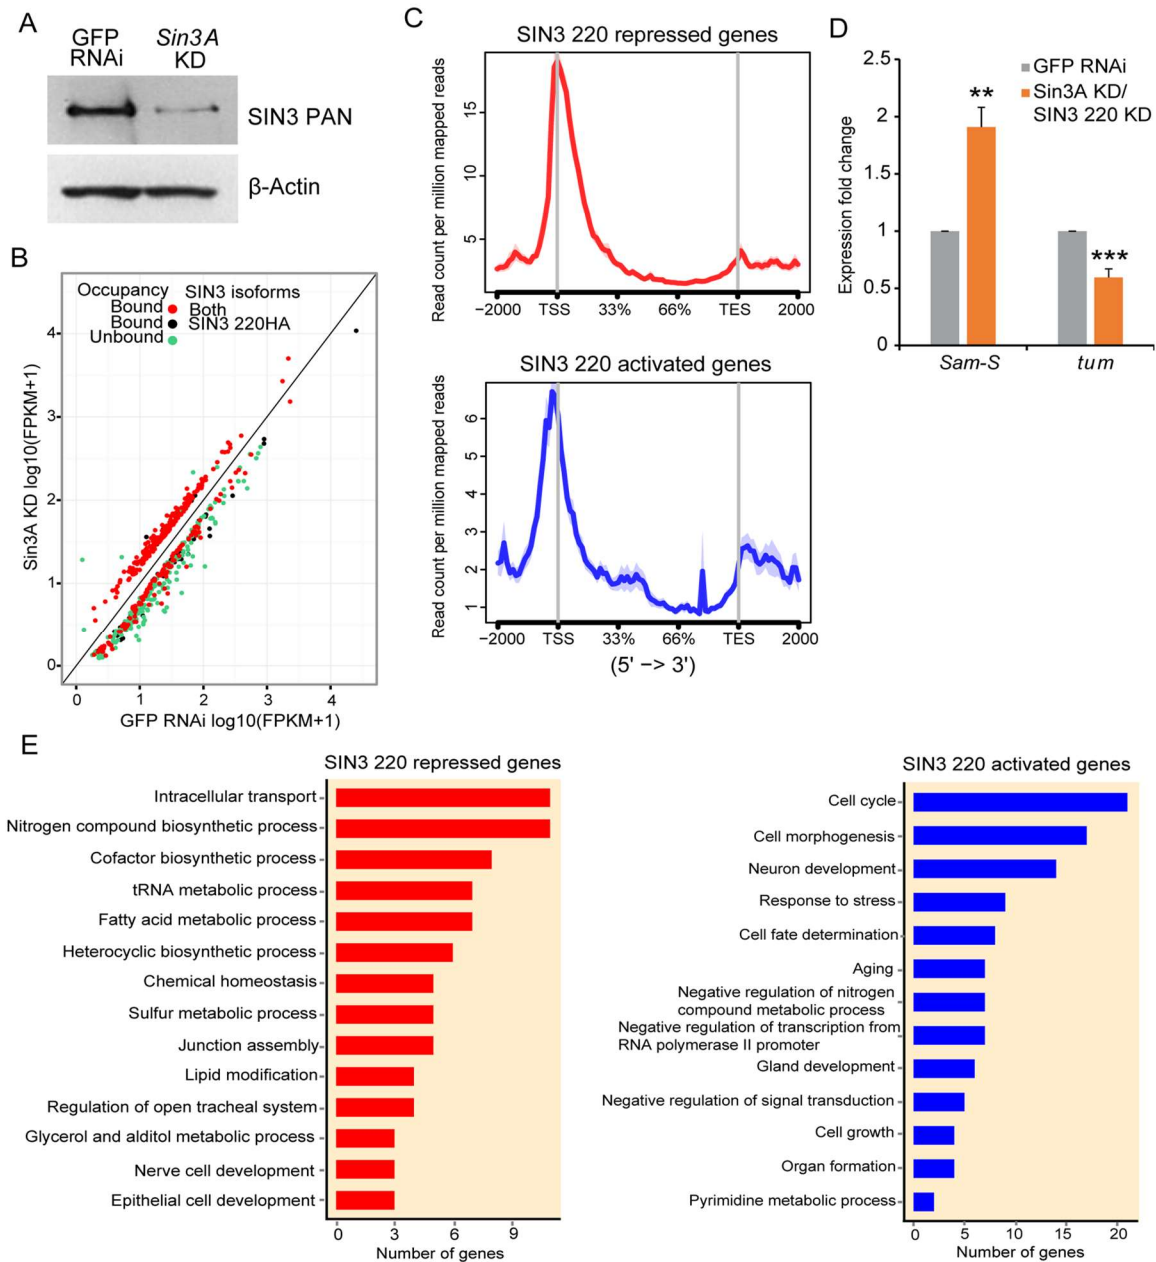 A
GFP
RNAi
Sin3A
KD
SIN3 PAN
β-Actin
B
Occupancy
SIN3 isoforms
Bound
Both
Bound
SIN3 220HA
Unbound
Sin3A KD log10(FPKM+1)
4
3
2
1
0
0 1 2 3 4
GFP RNAi log10(FPKM+1)
C
SIN3 220 repressed genes
Read count per million mapped reads
15
10
5
−2000 TSS 33% 66% TES 2000
SIN3 220 activated genes
Read count per million mapped reads
6
5
4
3
2
1
−2000 TSS 33% 66% TES 2000
(5' −> 3')
D
Expression fold change
2.5
2
1.5
1
0.5
0
GFP RNAi
Sin3A KD/
SIN3 220 KD
**
***
Sam-S tum
E
SIN3 220 repressed genes
Intracellular transport
Nitrogen compound biosynthetic process
Cofactor biosynthetic process
tRNA metabolic process
Fatty acid metabolic process
Heterocyclic biosynthetic process
Chemical homeostasis
Sulfur metabolic process
Junction assembly
Lipid modification
Regulation of open tracheal system
Glycerol and alditol metabolic process
Nerve cell development
Epithelial cell development
0 3 6 9
Number of genes
SIN3 220 activated genes
Cell cycle
Cell morphogenesis
Neuron development
Response to stress
Cell fate determination
Aging
Negative regulation of nitrogen
compound metabolic process
Negative regulation of transcription from
RNA polymerase II promoter
Gland development
Negative regulation of signal transduction
Cell growth
Organ formation
Pyrimidine metabolic process
0 5 10 15 20
Number of genes